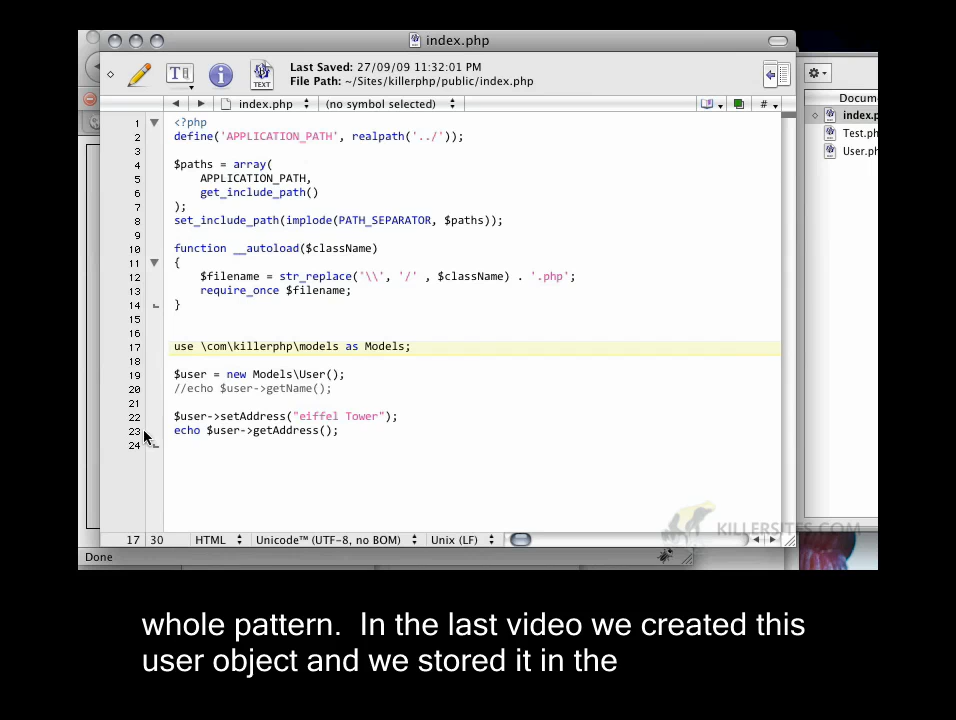 index.php
Last Saved: 27/09/09 11:32:01 PM
File Path: ~/Sites/killerphp/public/index.php
TEXT
index.php (no symbol selected) #
Docum
index.p
Test.ph
User.ph
1 <?php
2 define('APPLICATION_PATH', realpath('../'));
3
4 $paths = array(
5 APPLICATION_PATH,
6 get_include_path()
7 );
8 set_include_path(implode(PATH_SEPARATOR, $paths));
9
10 function __autoload($className)
11 {
12 $filename = str_replace('\\', '/' , $className) . '.php';
13 require_once $filename;
14 }
15
16
17 use \com\killerphp\models as Models;
18
19 $user = new Models\User();
20 //echo $user->getName();
21
22 $user->setAddress("eiffel Tower");
23 echo $user->getAddress();
24
KILLERSITES.COM
17 30 HTML Unicode™ (UTF-8, no BOM) Unix (LF)
Done
whole pattern. In the last video we created this
user object and we stored it in the